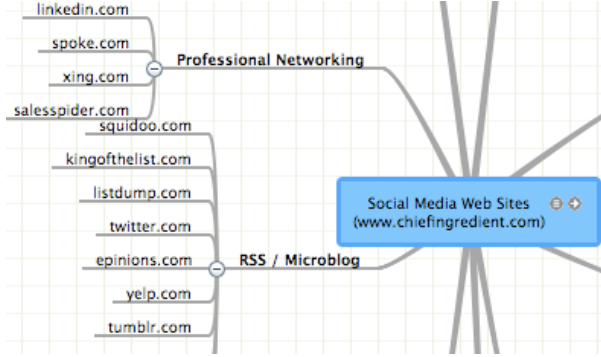 linkedin.com
spoke.com
xing.com
salesspider.com
Professional Networking
squidoo.com
kingofthelist.com
listdump.com
twitter.com
epinions.com
yelp.com
tumblr.com
RSS / Microblog
Social Media Web Sites
(www.chiefingredient.com)